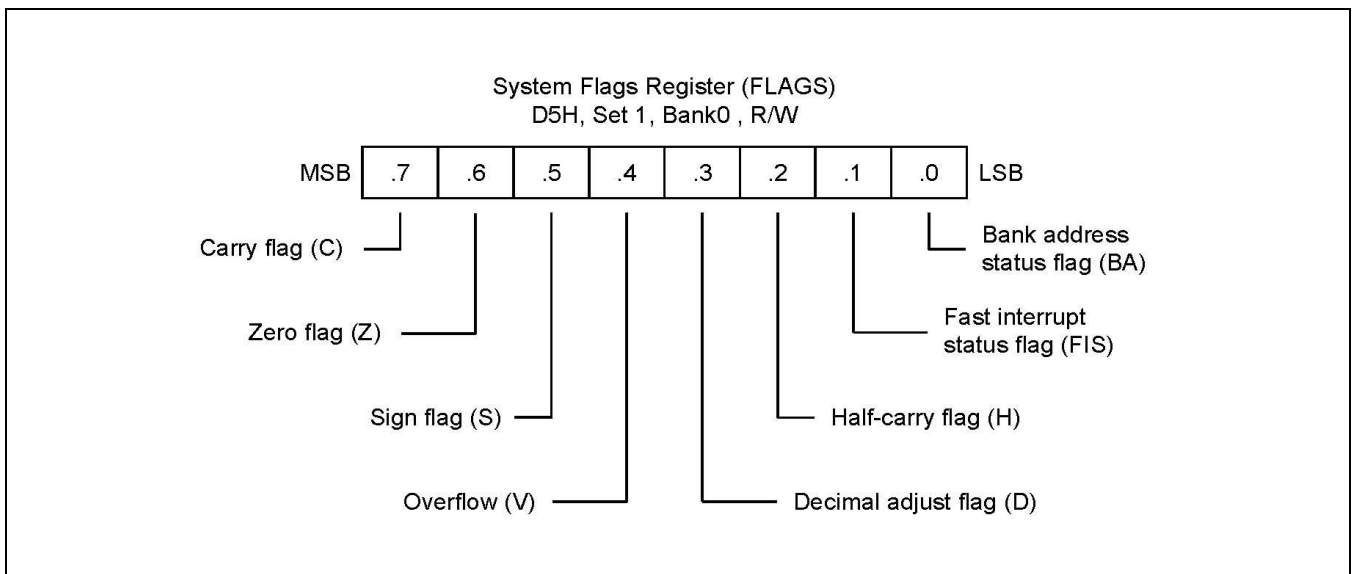 System Flags Register (FLAGS)
D5H, Set 1, Bank0 , R/W
MSB .7 .6 .5 .4 .3 .2 .1 .0 LSB
Carry flag (C)
Bank address
status flag (BA)
Zero flag (Z)
Fast interrupt
status flag (FIS)
Sign flag (S)
Half-carry flag (H)
Overflow (V)
Decimal adjust flag (D)